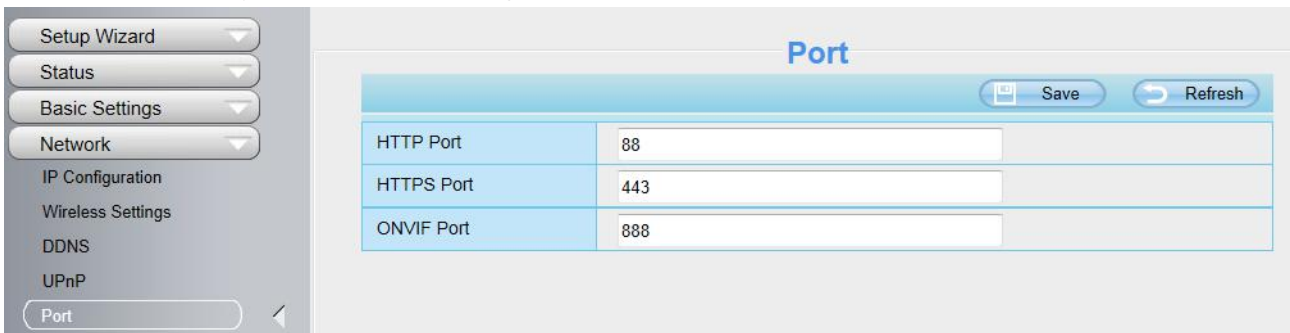 Setup Wizard
Status
Basic Settings
Network
IP Configuration
Wireless Settings
DDNS
UPnP
Port
Port
Save Refresh
HTTP Port 88
HTTPS Port 443
ONVIF Port 888